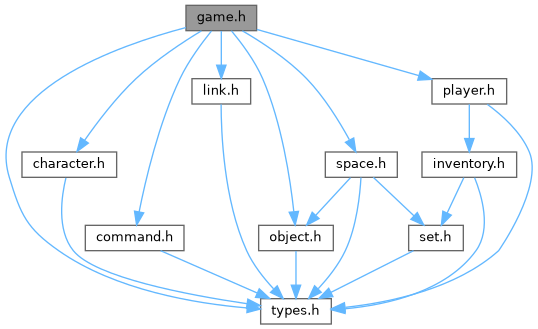 game.h
link.h
player.h
character.h
space.h
inventory.h
command.h
object.h
set.h
types.h